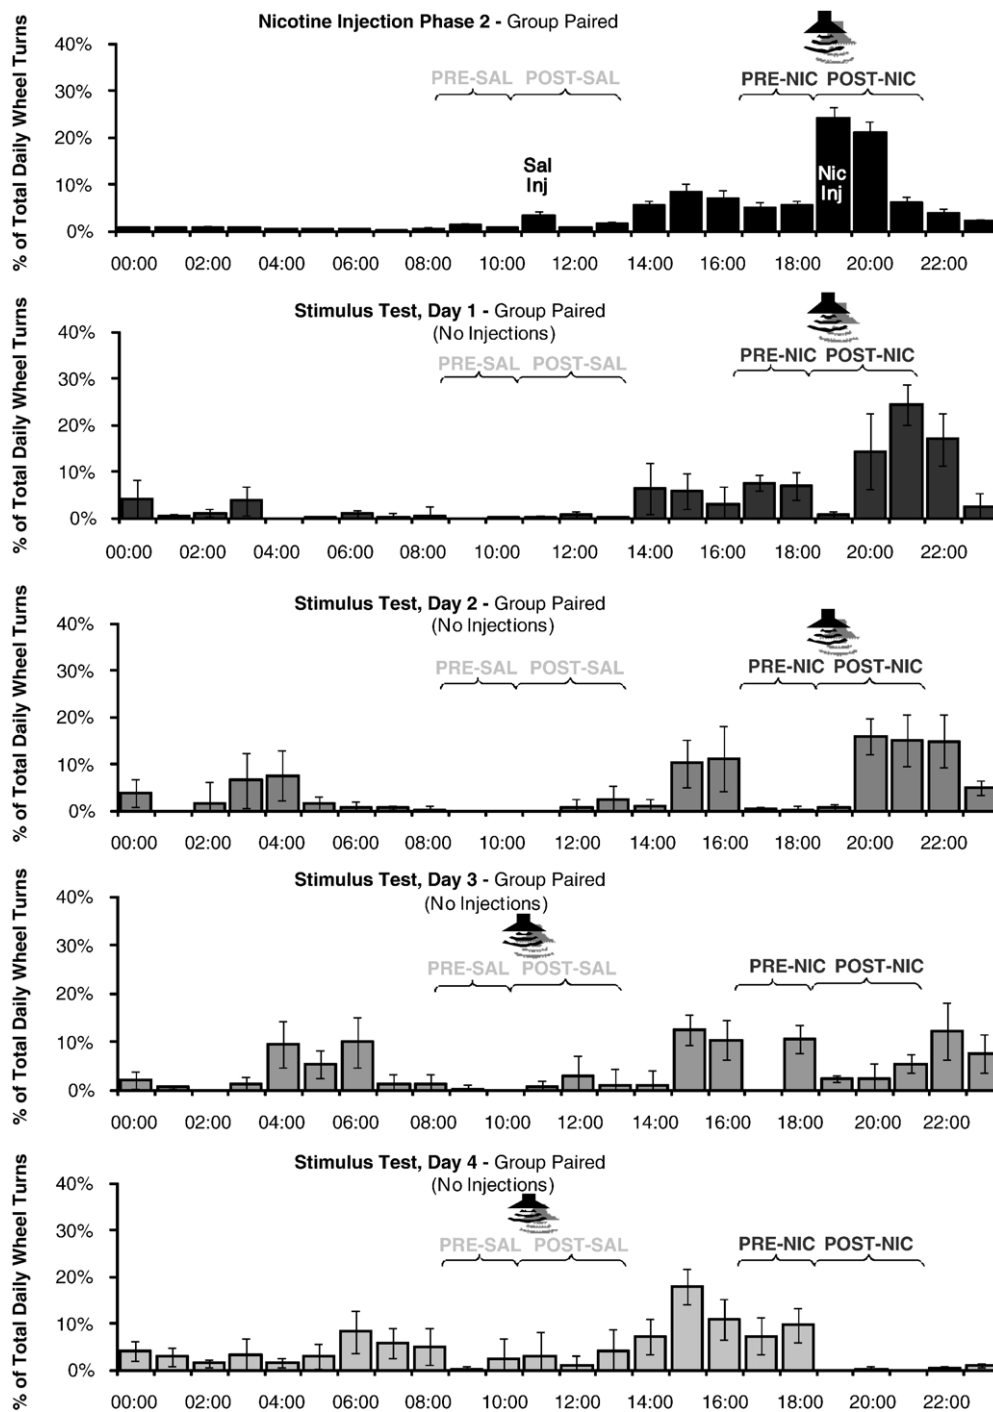 Nicotine Injection Phase 2 - Group Paired
% of Total Daily Wheel Turns
40%
30%
20%
10%
0%
PRE-SAL POST-SAL
PRE-NIC POST-NIC
Sal
Inj
Nic
Inj
00:00 02:00 04:00 06:00 08:00 10:00 12:00 14:00 16:00 18:00 20:00 22:00
Stimulus Test, Day 1 - Group Paired
(No Injections)
% of Total Daily Wheel Turns
40%
30%
20%
10%
0%
PRE-SAL POST-SAL
PRE-NIC POST-NIC
00:00 02:00 04:00 06:00 08:00 10:00 12:00 14:00 16:00 18:00 20:00 22:00
Stimulus Test, Day 2 - Group Paired
(No Injections)
% of Total Daily Wheel Turns
40%
30%
20%
10%
0%
PRE-SAL POST-SAL
PRE-NIC POST-NIC
00:00 02:00 04:00 06:00 08:00 10:00 12:00 14:00 16:00 18:00 20:00 22:00
Stimulus Test, Day 3 - Group Paired
(No Injections)
% of Total Daily Wheel Turns
40%
30%
20%
10%
0%
PRE-SAL POST-SAL
PRE-NIC POST-NIC
00:00 02:00 04:00 06:00 08:00 10:00 12:00 14:00 16:00 18:00 20:00 22:00
Stimulus Test, Day 4 - Group Paired
(No Injections)
% of Total Daily Wheel Turns
40%
30%
20%
10%
0%
PRE-SAL POST-SAL
PRE-NIC POST-NIC
00:00 02:00 04:00 06:00 08:00 10:00 12:00 14:00 16:00 18:00 20:00 22:00